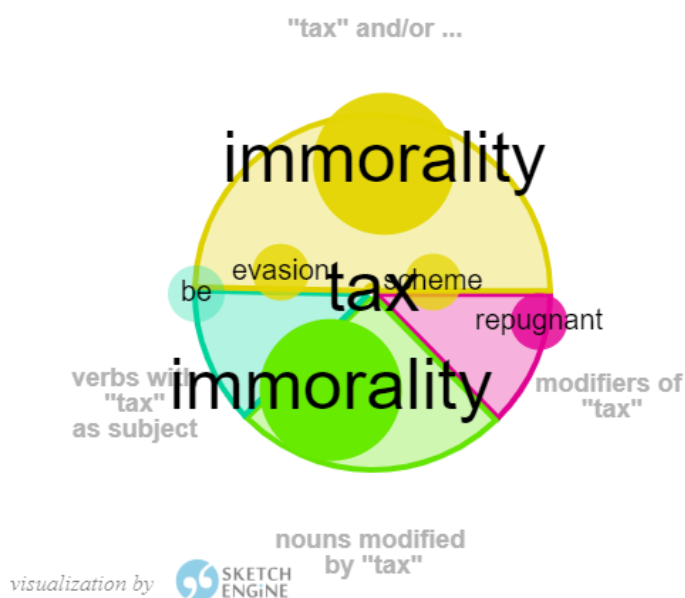 "tax" and/or ...
immorality
evasion
tax
scheme
be
repugnant
verbs with
"tax"
as subject
immorality
modifiers of
"tax"
nouns modified
by "tax"
visualization by
SKETCH
ENGINE